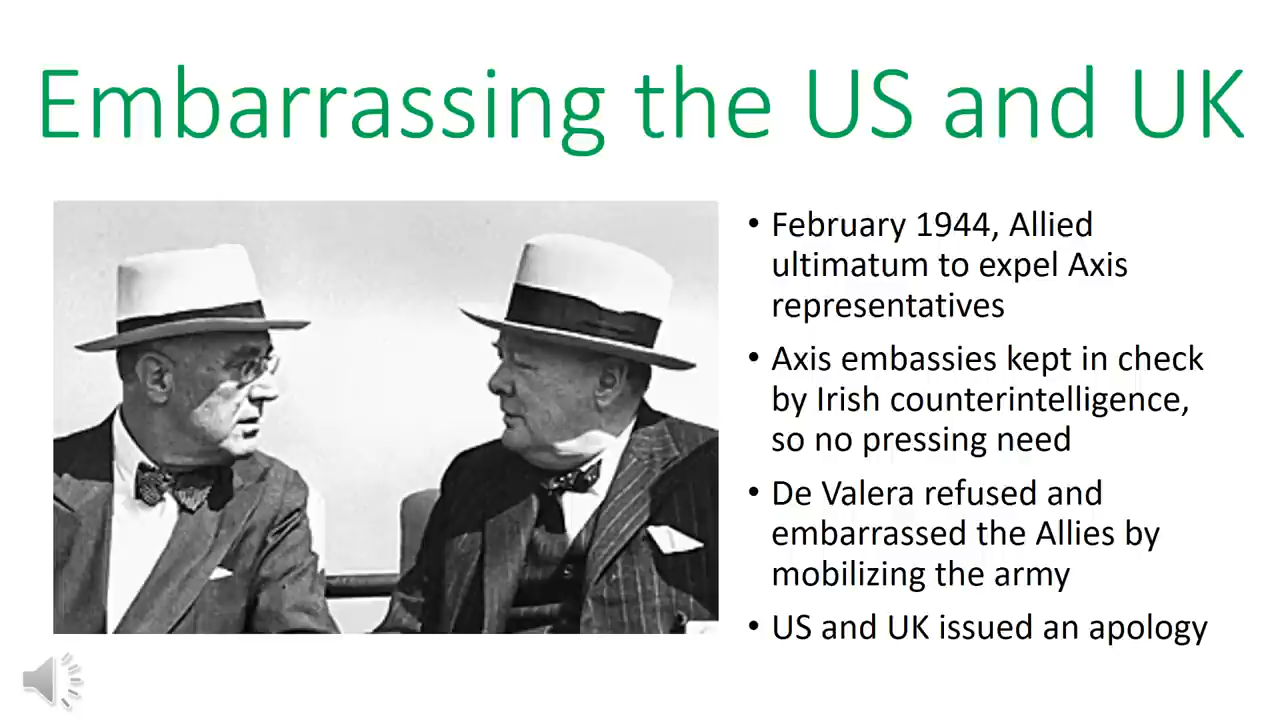 Embarrassing the US and UK
• February 1944, Allied
ultimatum to expel Axis
representatives
• Axis embassies kept in check
by Irish counterintelligence,
so no pressing need
• De Valera refused and
embarrassed the Allies by
mobilizing the army
• US and UK issued an apology